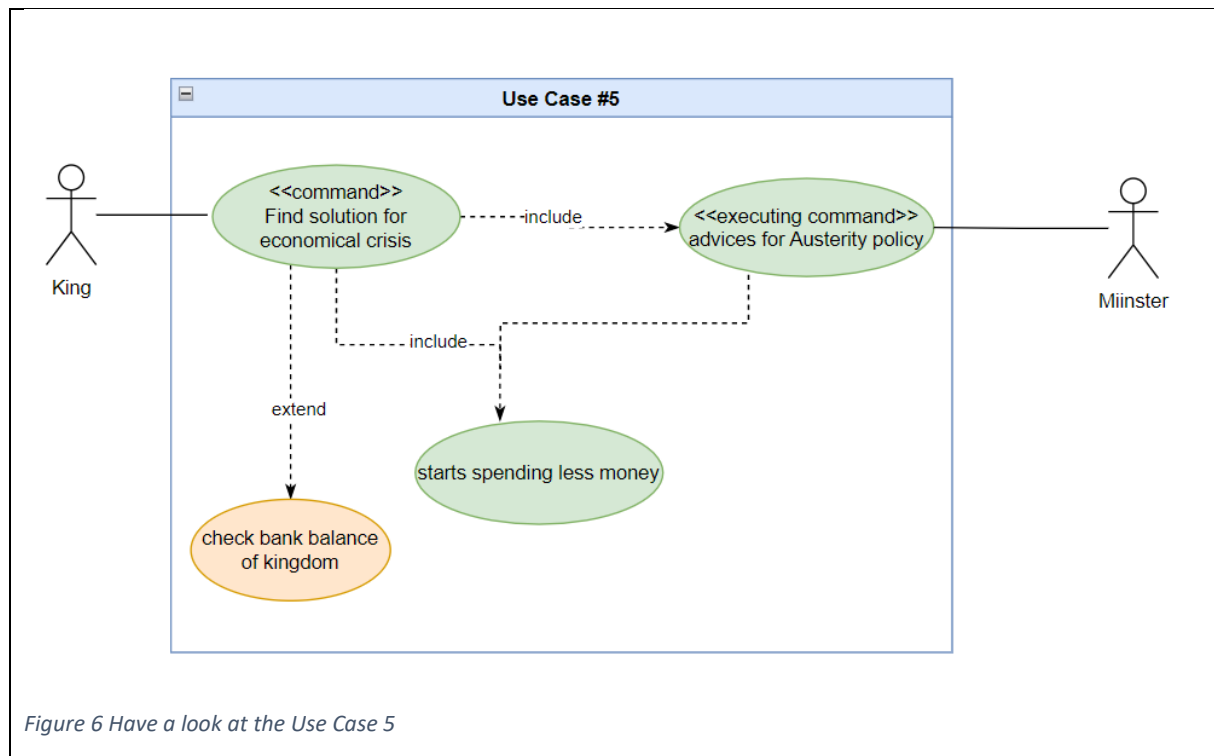 Use Case #5
<<command>>
Find solution for
economical crisis
include
<<executing command>>
advices for Austerity policy
King
Miinster
include
extend
starts spending less money
check bank balance
of kingdom
Figure 6 Have a look at the Use Case 5